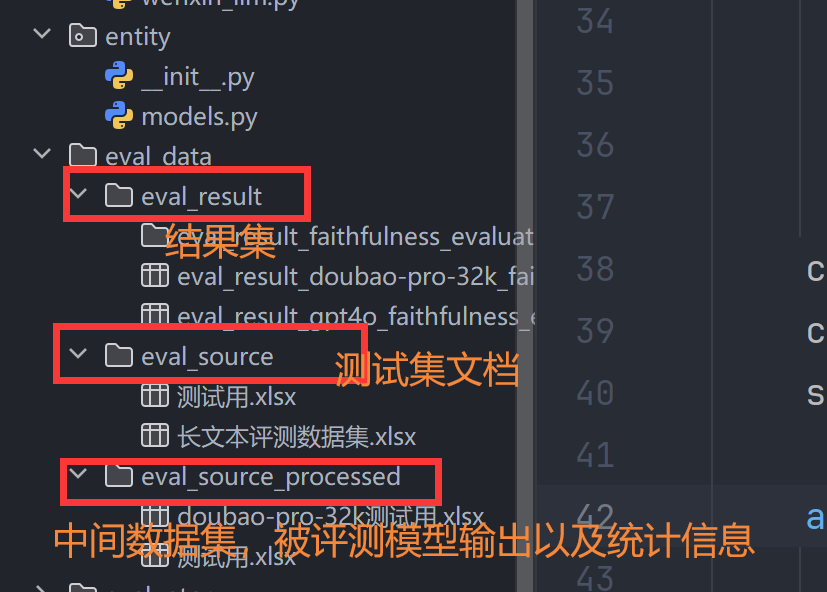 wenxin_llm.py
entity
__init__.py
models.py
eval_data
eval_result
eval_result_faithfulness_evaluat
结果集
eval_result_doubao-pro-32k_fai
eval_result_gpt4o_faithfulness_e
eval_source
测试集文档
测试用.xlsx
长文本评测数据集.xlsx
eval_source_processed
doubao-pro-32k测试用.xlsx
中间数据集，被评测模型输出以及统计信息
测试用.xlsx
34
35
36
37
38 c
39 c
40 s
41
42 a
43